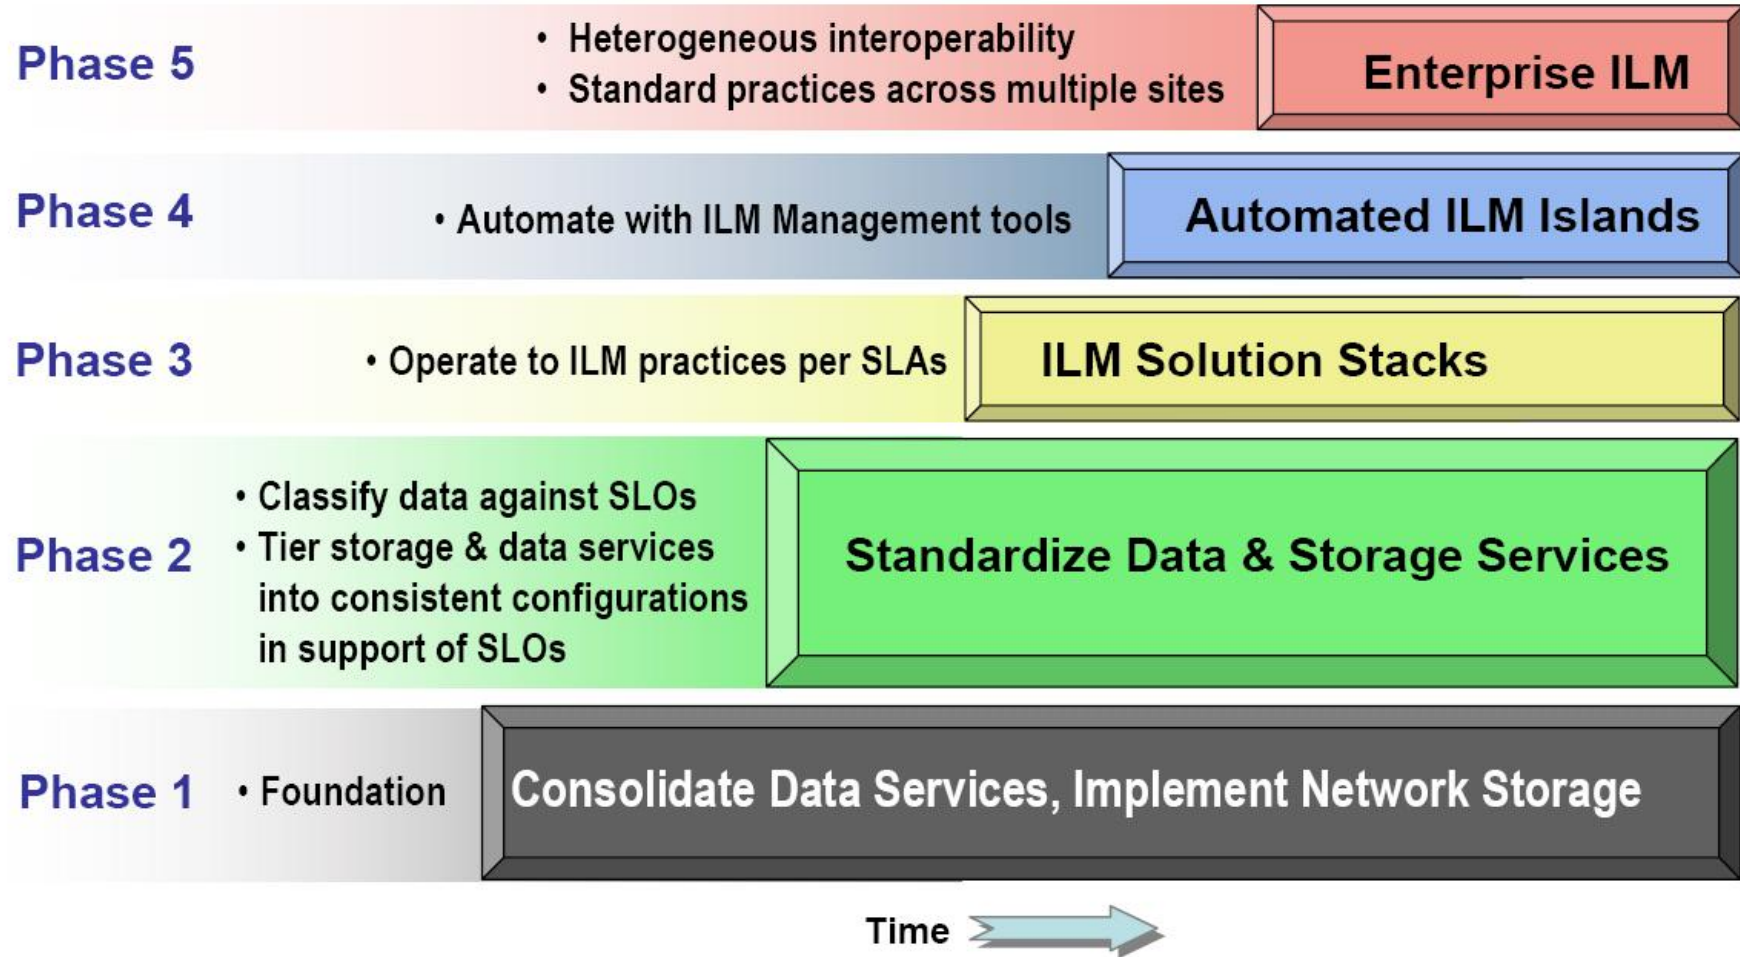 Phase 5
• Heterogeneous interoperability
• Standard practices across multiple sites
Enterprise ILM
Phase 4
• Automate with ILM Management tools
Automated ILM Islands
Phase 3
• Operate to ILM practices per SLAs
ILM Solution Stacks
Phase 2
• Classify data against SLOs
• Tier storage & data services
into consistent configurations
in support of SLOs
Standardize Data & Storage Services
Phase 1
• Foundation
Consolidate Data Services, Implement Network Storage
Time